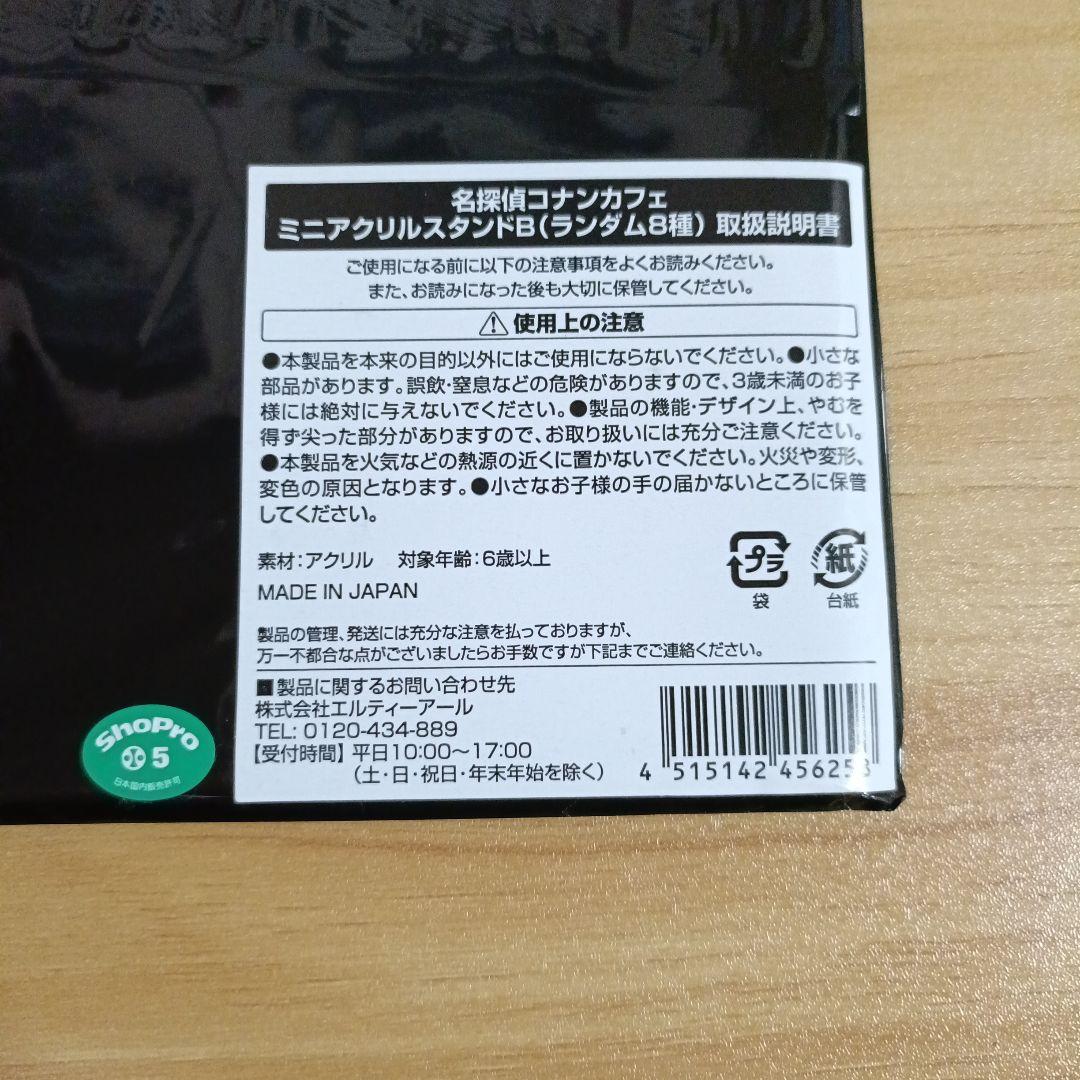 名探偵コナンカフェ
ミニアクリルスタンドB(ランダム8種) 取扱説明書
ご使用になる前に以下の注意事項をよくお読みください。
また、お読みになった後も大切に保管してください。
使用上の注意
●本製品を本来の目的以外にはご使用にならないでください。●小さな
部品があります。誤飲・窒息などの危険がありますので、3歳未満のお子
様には絶対に与えないでください。●製品の機能・デザイン上、やむを
得ず尖った部分がありますので、お取り扱いには充分ご注意ください。
●本製品を火気などの熱源の近くに置かないでください。火災や変形、
変色の原因となります。●小さなお子様の手の届かないところに保管
してください。
素材：アクリル 対象年齢：6歳以上
MADE IN JAPAN
プラ
袋
紙
台紙
製品の管理、発送には充分な注意を払っておりますが、
万一不都合な点がございましたらお手数ですが下記までご連絡ください。
■製品に関するお問い合わせ先
株式会社エルティーアール
TEL: 0120-434-889
【受付時間】平日10:00〜17:00
(土・日・祝日・年末年始を除く)
4 515142 456258
ShoPro
5
日本国内販売許可